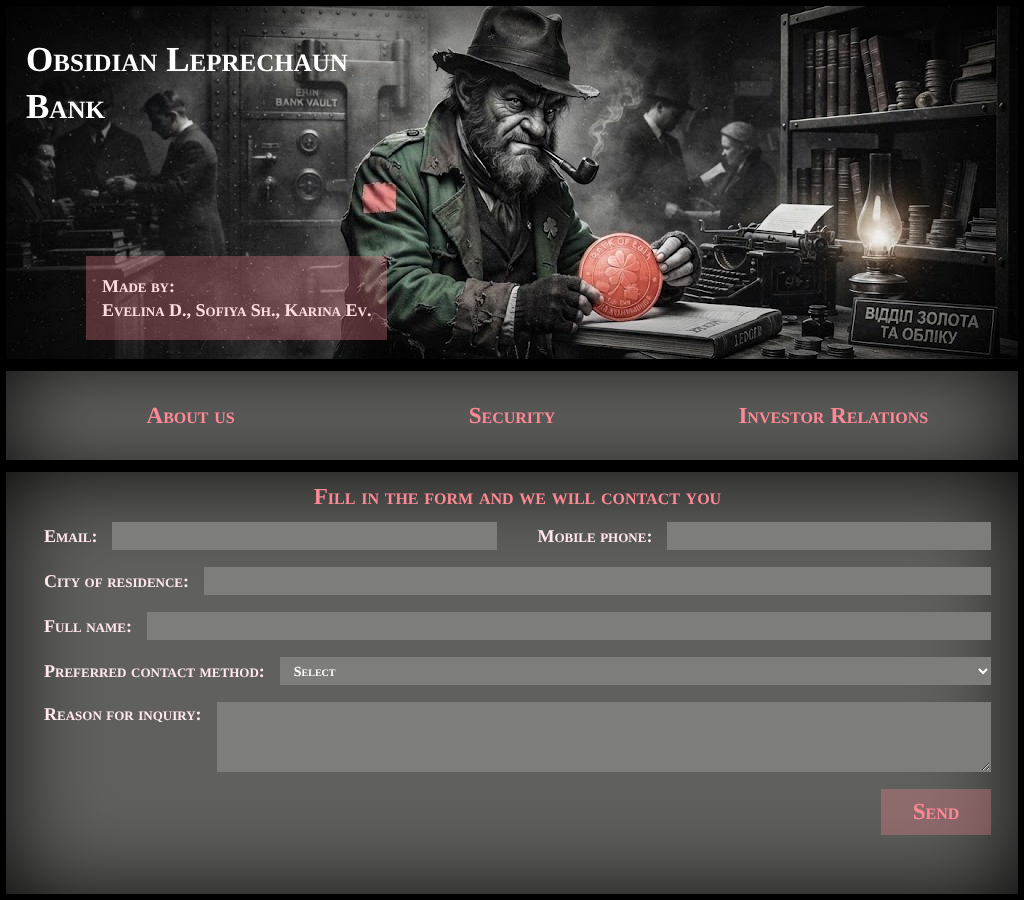 Obsidian Leprechaun
Bank
ERIN
BANK VAULT
Made by:
Evelina D., Sofiya Sh., Karina Ev.
BANK OF
LEDGER
ВІДДІЛ ЗОЛОТА
ТА ОБЛІКУ
About us
Security
Investor Relations
Fill in the form and we will contact you
Email:
Mobile phone:
City of residence:
Full name:
Preferred contact method:
Select
Reason for inquiry:
Send